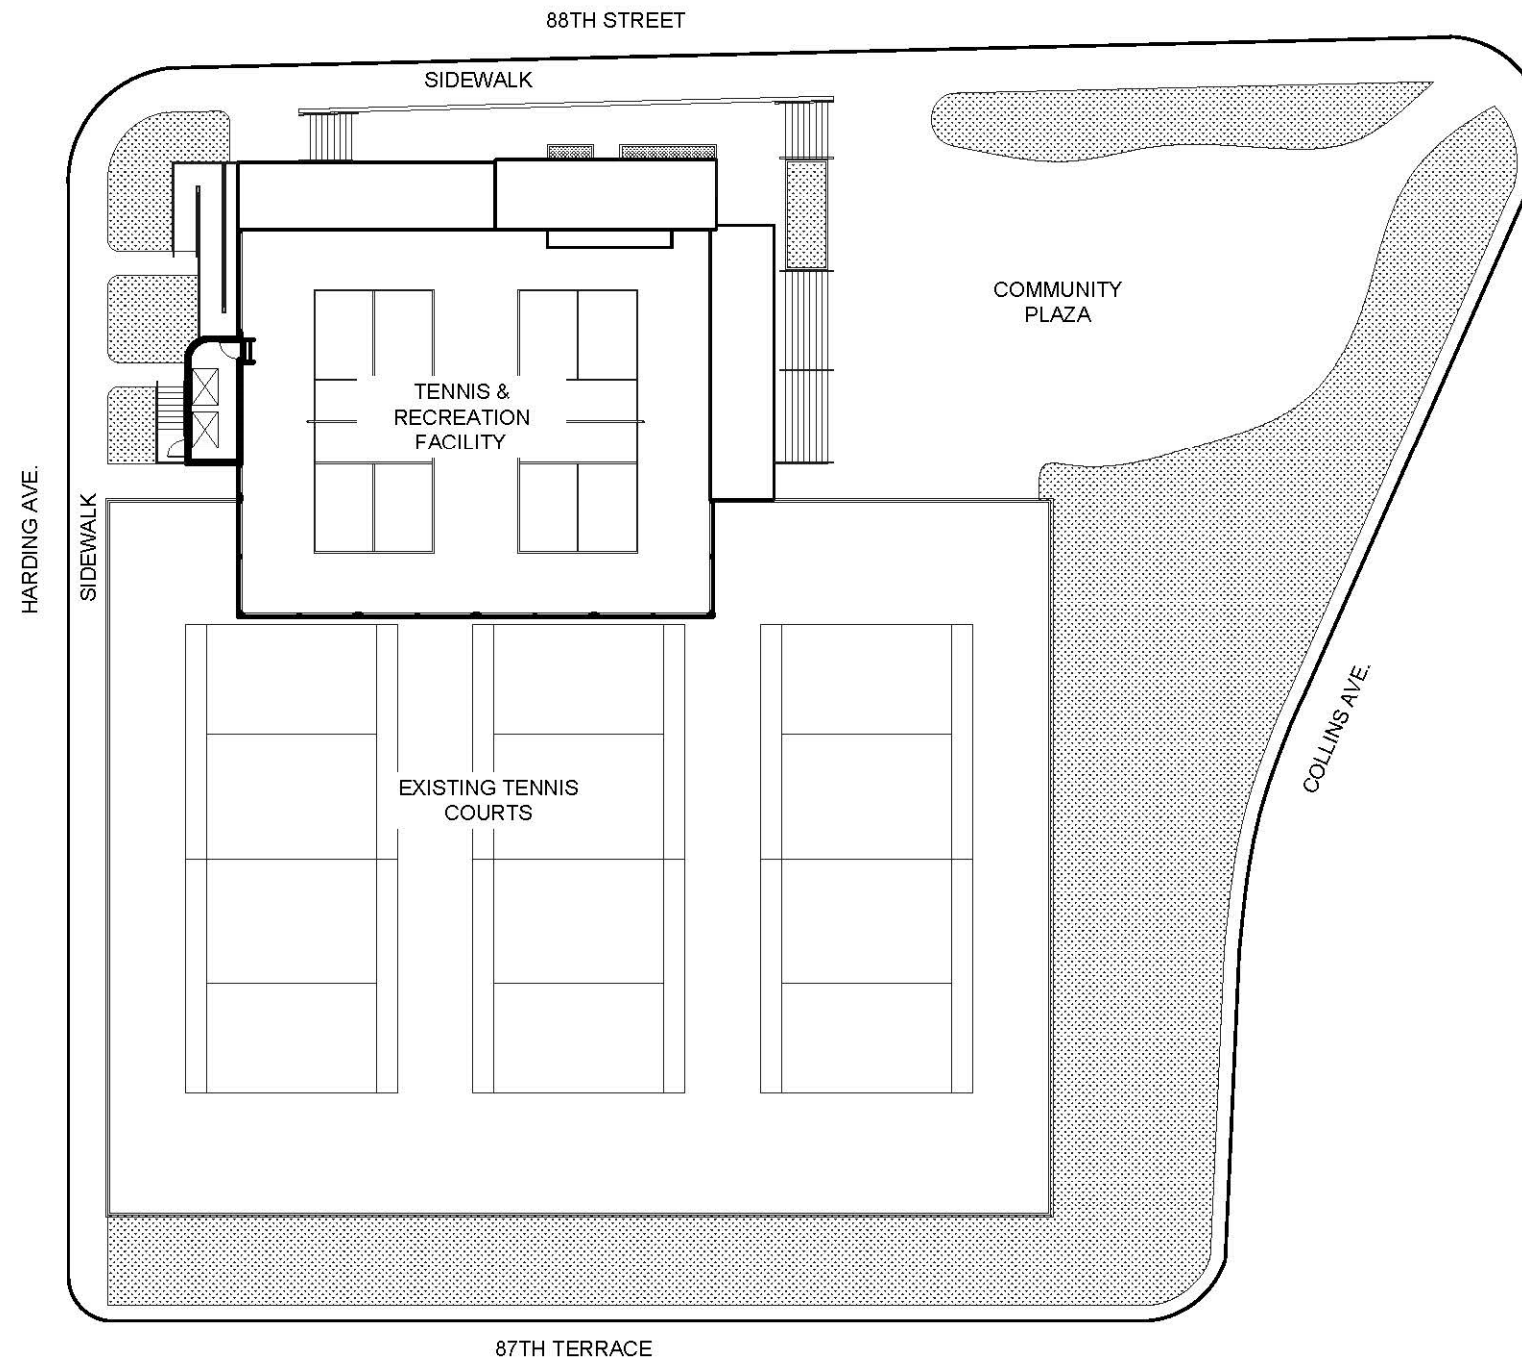 88TH STREET
SIDEWALK
COMMUNITY
PLAZA
TENNIS &
RECREATION
FACILITY
HARDING AVE.
SIDEWALK
COLLINS AVE.
EXISTING TENNIS
COURTS
87TH TERRACE